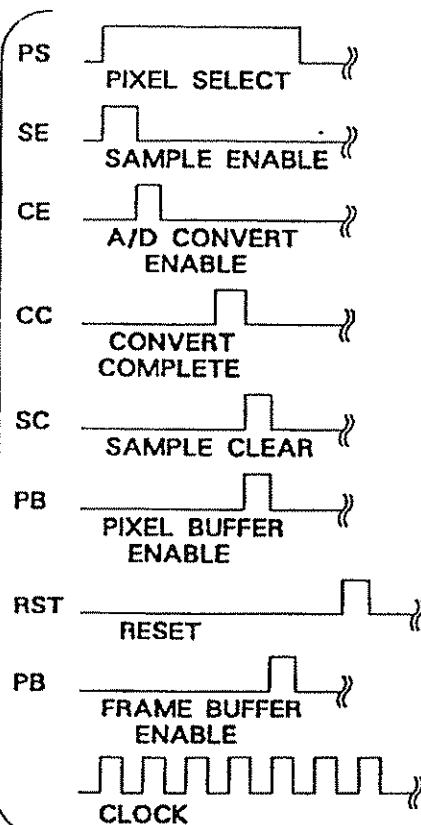 PS
PIXEL SELECT
SE
SAMPLE ENABLE
CE
A/D CONVERT
ENABLE
CC
CONVERT
COMPLETE
SC
SAMPLE CLEAR
PB
PIXEL BUFFER
ENABLE
RST
RESET
PB
FRAME BUFFER
ENABLE
CLOCK